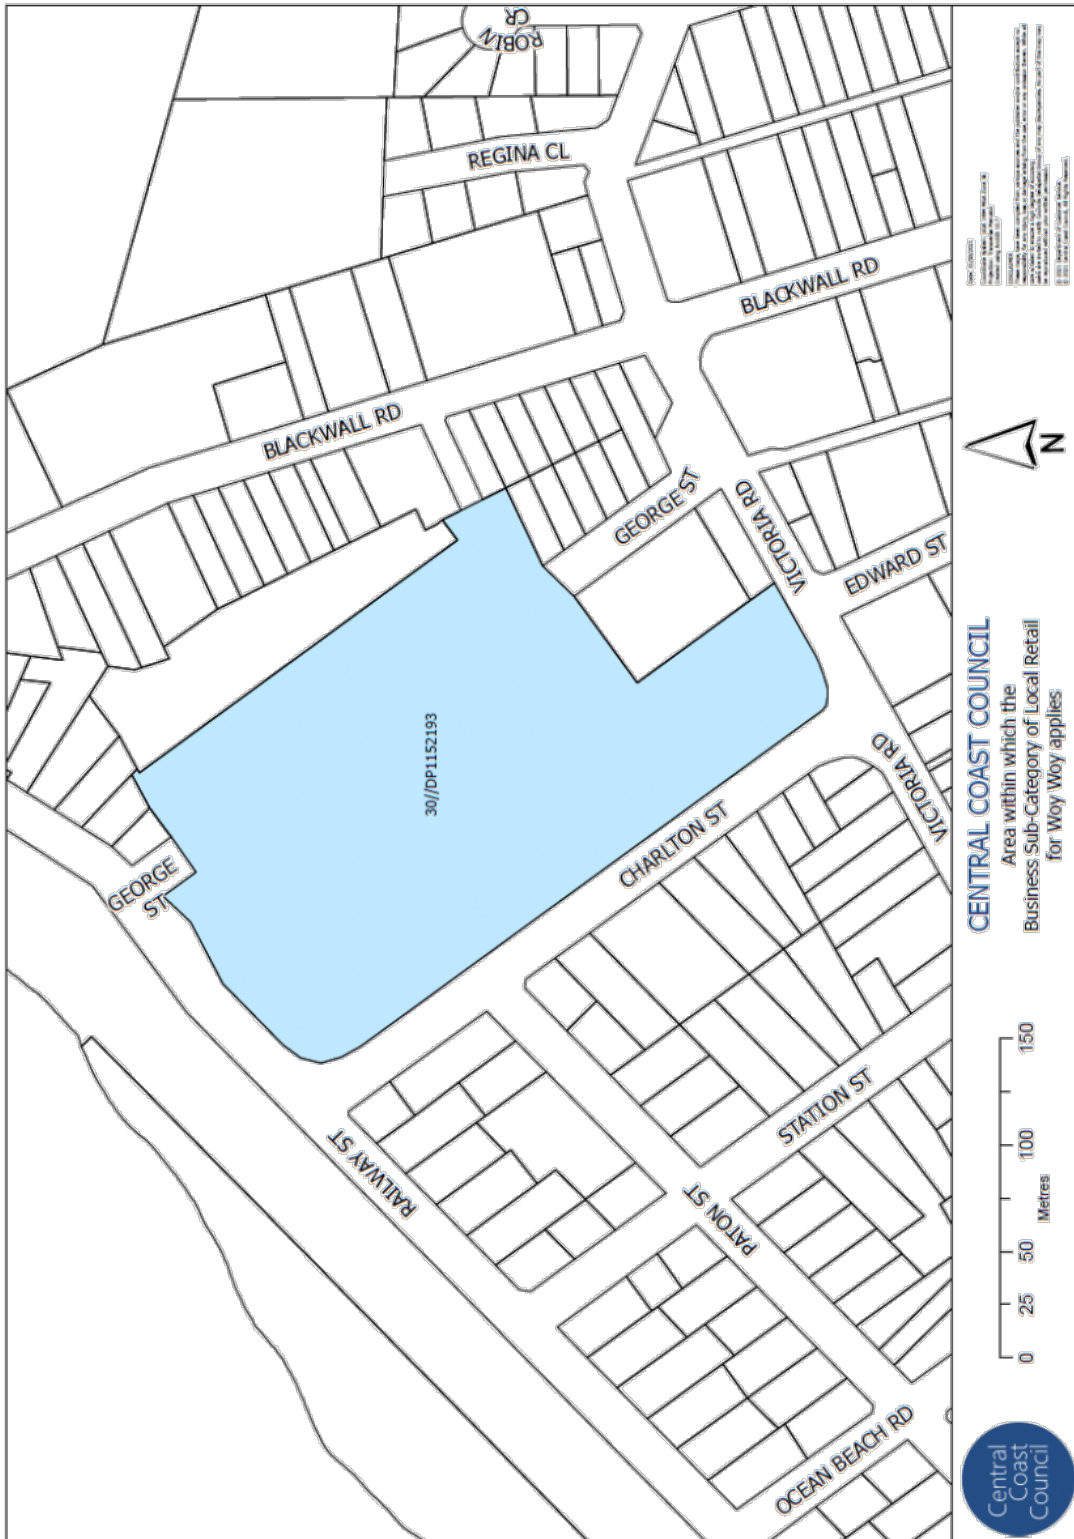 ROBIN
CR
REGINA CL
BLACKWALL RD
BLACKWALL RD
GEORGE ST
VICTORIA RD
EDWARD ST
30//DP1152193
GEORGE
ST
CHARLTON ST
VICTORIA RD
RAILWAY ST
STATION ST
PATON ST
OCEAN BEACH RD
Central
Coast
Council
0 25 50 100 150
Metres
CENTRAL COAST COUNCIL
Area within which the
Business Sub-Category of Local Retail
for Woy Woy applies
N